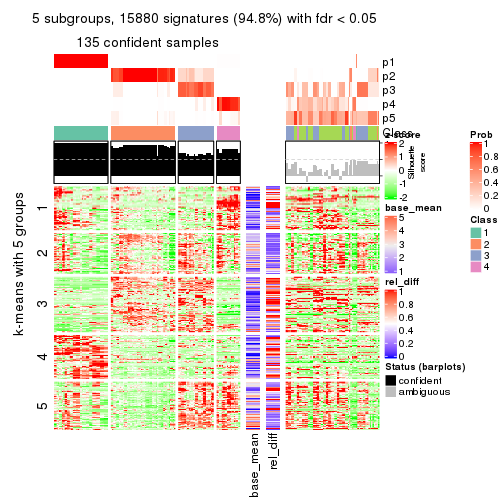 5 subgroups, 15880 signatures (94.8%) with fdr < 0.05
135 confident samples
p1
p2
p3
p4
p5
Class
Silhouette
score
k-means with 5 groups
1
2
3
4
5
base_mean
rel_diff
z-score
2
1
0
-1
-2
base_mean
5
4
3
2
1
rel_diff
1
0.8
0.6
0.4
0.2
0
Status (barplots)
confident
ambiguous
Prob
1
0.8
0.6
0.4
0.2
0
Class
1
2
3
4